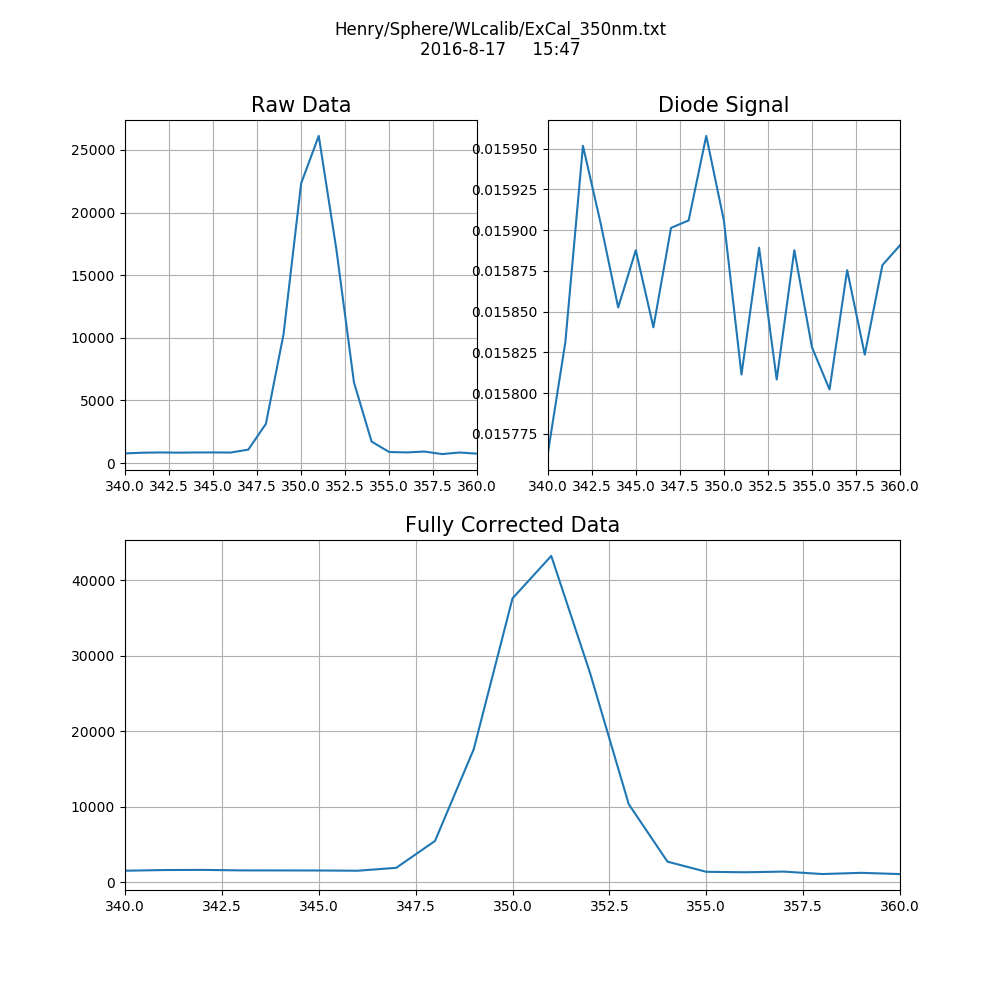 Henry/Sphere/WLcalib/ExCal_350nm.txt
2016-8-17 15:47
Raw Data
25000
20000
15000
10000
5000
0
340.0 342.5 345.0 347.5 350.0 352.5 355.0 357.5 360.0
Diode Signal
0.015950
0.015925
0.015900
0.015875
0.015850
0.015825
0.015800
0.015775
340.0 342.5 345.0 347.5 350.0 352.5 355.0 357.5 360.0
Fully Corrected Data
40000
30000
20000
10000
0
340.0 342.5 345.0 347.5 350.0 352.5 355.0 357.5 360.0